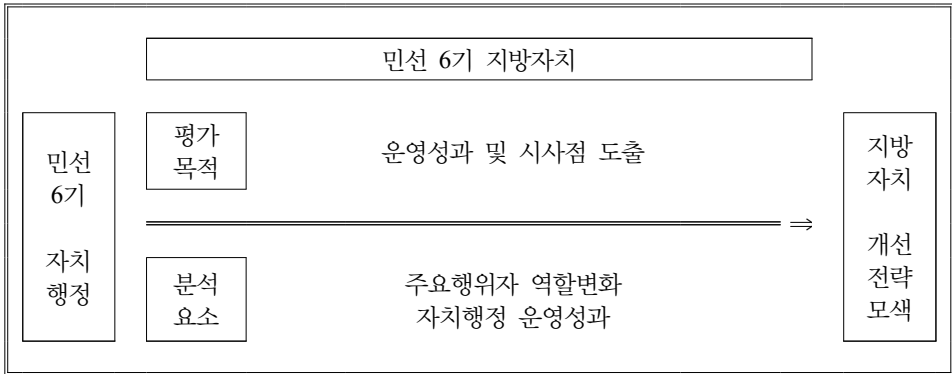 민선 6기 지방자치
민선
6기
자치
행정
평가
목적
운영성과 및 시사점 도출
⇒
분석
요소
주요행위자 역할변화
자치행정 운영성과
지방
자치
개선
전략
모색